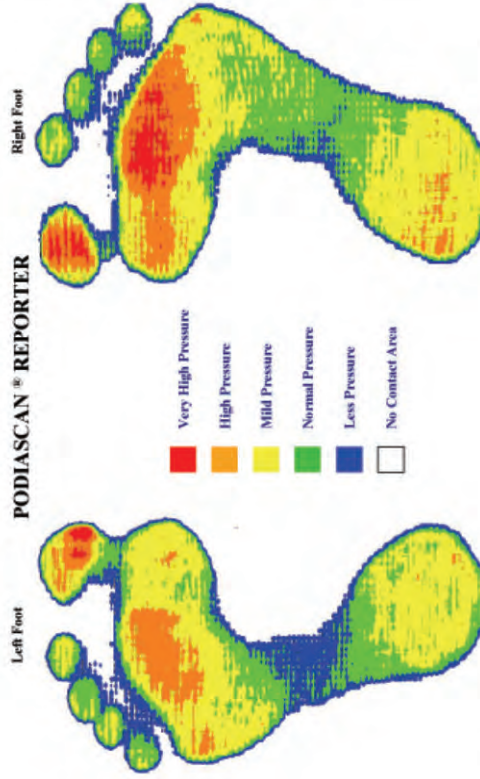 PODIASCAN ® REPORTER
Left Foot
Right Foot
Very High Pressure
High Pressure
Mild Pressure
Normal Pressure
Less Pressure
No Contact Area